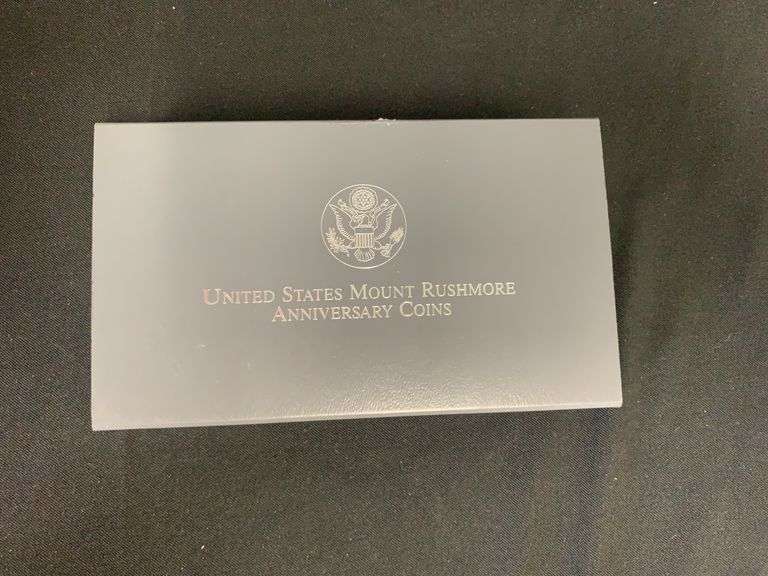 United States Mount Rushmore
Anniversary Coins